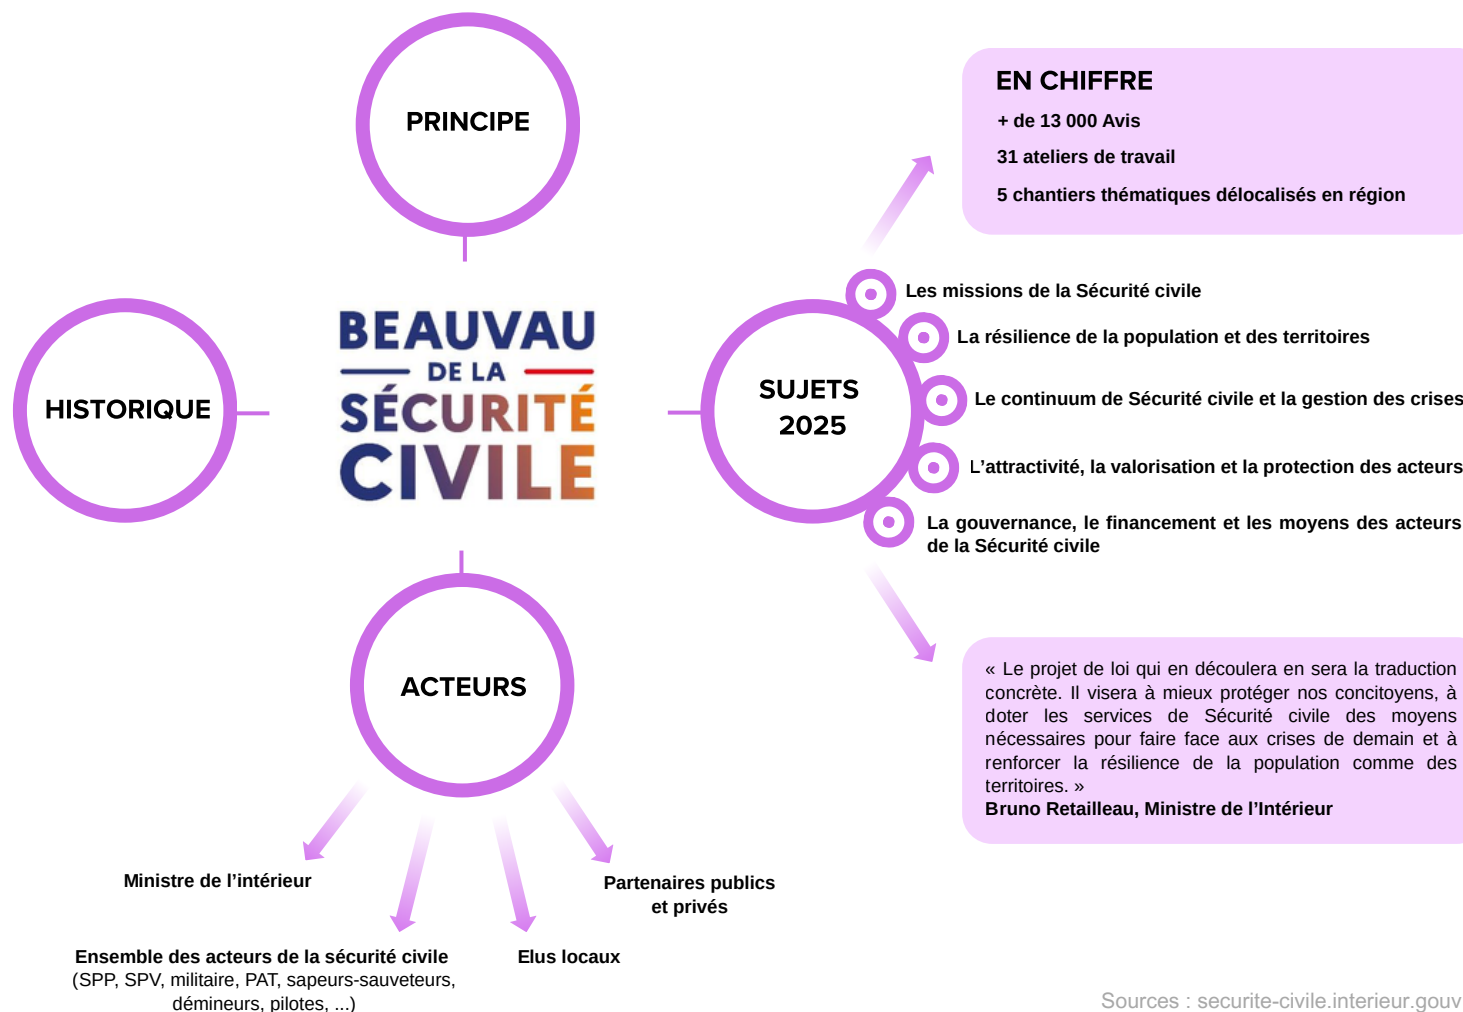 PRINCIPE
EN CHIFFRE
+ de 13 000 Avis
31 ateliers de travail
5 chantiers thématiques délocalisés en région
HISTORIQUE
BEAUVAU
DE LA
SÉCURITÉ
CIVILE
SUJETS
2025
Les missions de la Sécurité civile
La résilience de la population et des territoires
Le continuum de Sécurité civile et la gestion des crises
L'attractivité, la valorisation et la protection des acteurs
La gouvernance, le financement et les moyens des acteurs
de la Sécurité civile
ACTEURS
Ministre de l'intérieur
Ensemble des acteurs de la sécurité civile
(SPP, SPV, militaire, PAT, sapeurs-sauveteurs,
démineurs, pilotes, ...)
Elus locaux
Partenaires publics
et privés
« Le projet de loi qui en découlera en sera la traduction
concrète. Il visera à mieux protéger nos concitoyens, à
doter les services de Sécurité civile des moyens
nécessaires pour faire face aux crises de demain et à
renforcer la résilience de la population comme des
territoires. »
Bruno Retailleau, Ministre de l'Intérieur
Sources : securite-civile.interieur.gouv